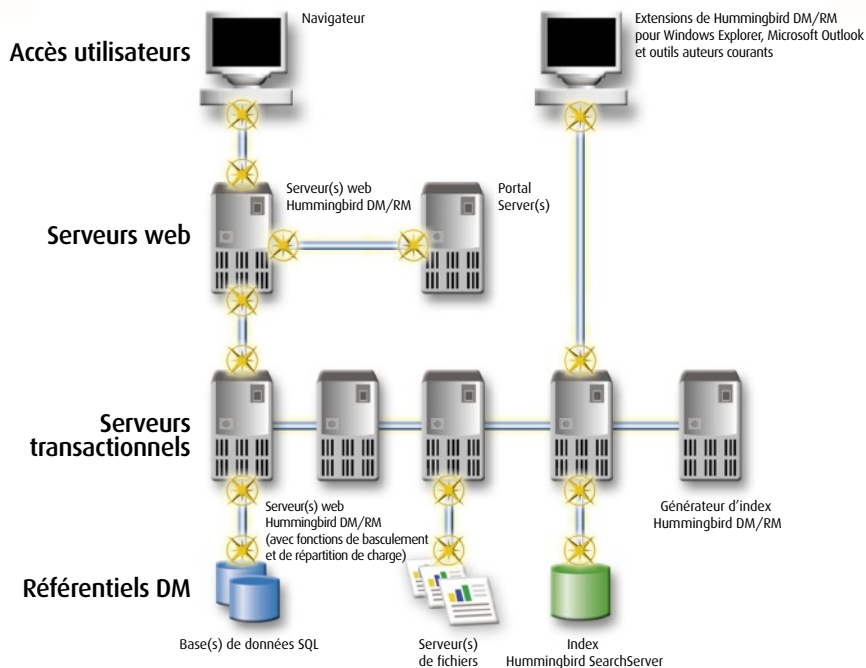 Accès utilisateurs
Navigateur
Extensions de Hummingbird DM/RM
pour Windows Explorer, Microsoft Outlook
et outils auteurs courants
Serveurs web
Serveur(s) web
Hummingbird DM/RM
Portal
Server(s)
Serveurs
transactionnels
Serveur(s) web
Hummingbird DM/RM
(avec fonctions de basculement
et de répartition de charge)
Générateur d’index
Hummingbird DM/RM
Référentiels DM
Base(s) de données SQL
Serveur(s)
de fichiers
Index
Hummingbird SearchServer